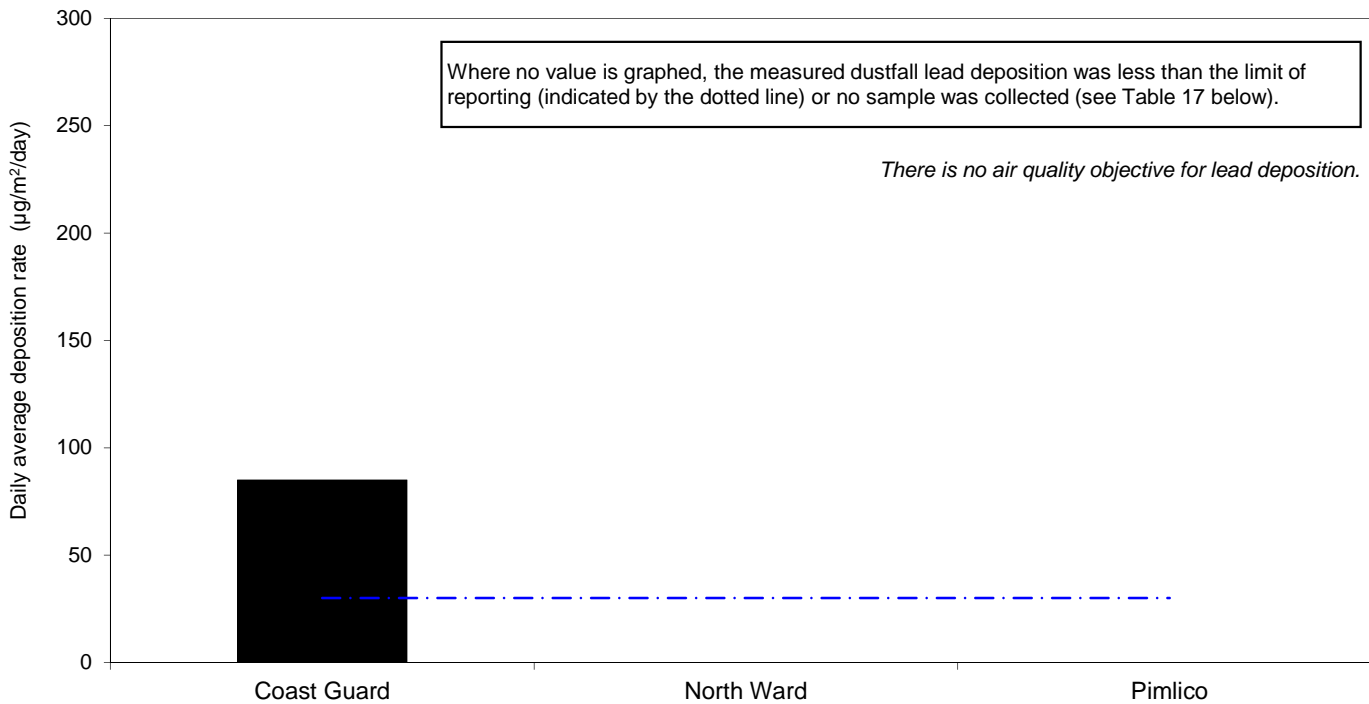 300
250
200
150
100
50
0
Daily average deposition rate (µg/m²/day)
Where no value is graphed, the measured dustfall lead deposition was less than the limit of
reporting (indicated by the dotted line) or no sample was collected (see Table 17 below).
There is no air quality objective for lead deposition.
Coast Guard
North Ward
Pimlico